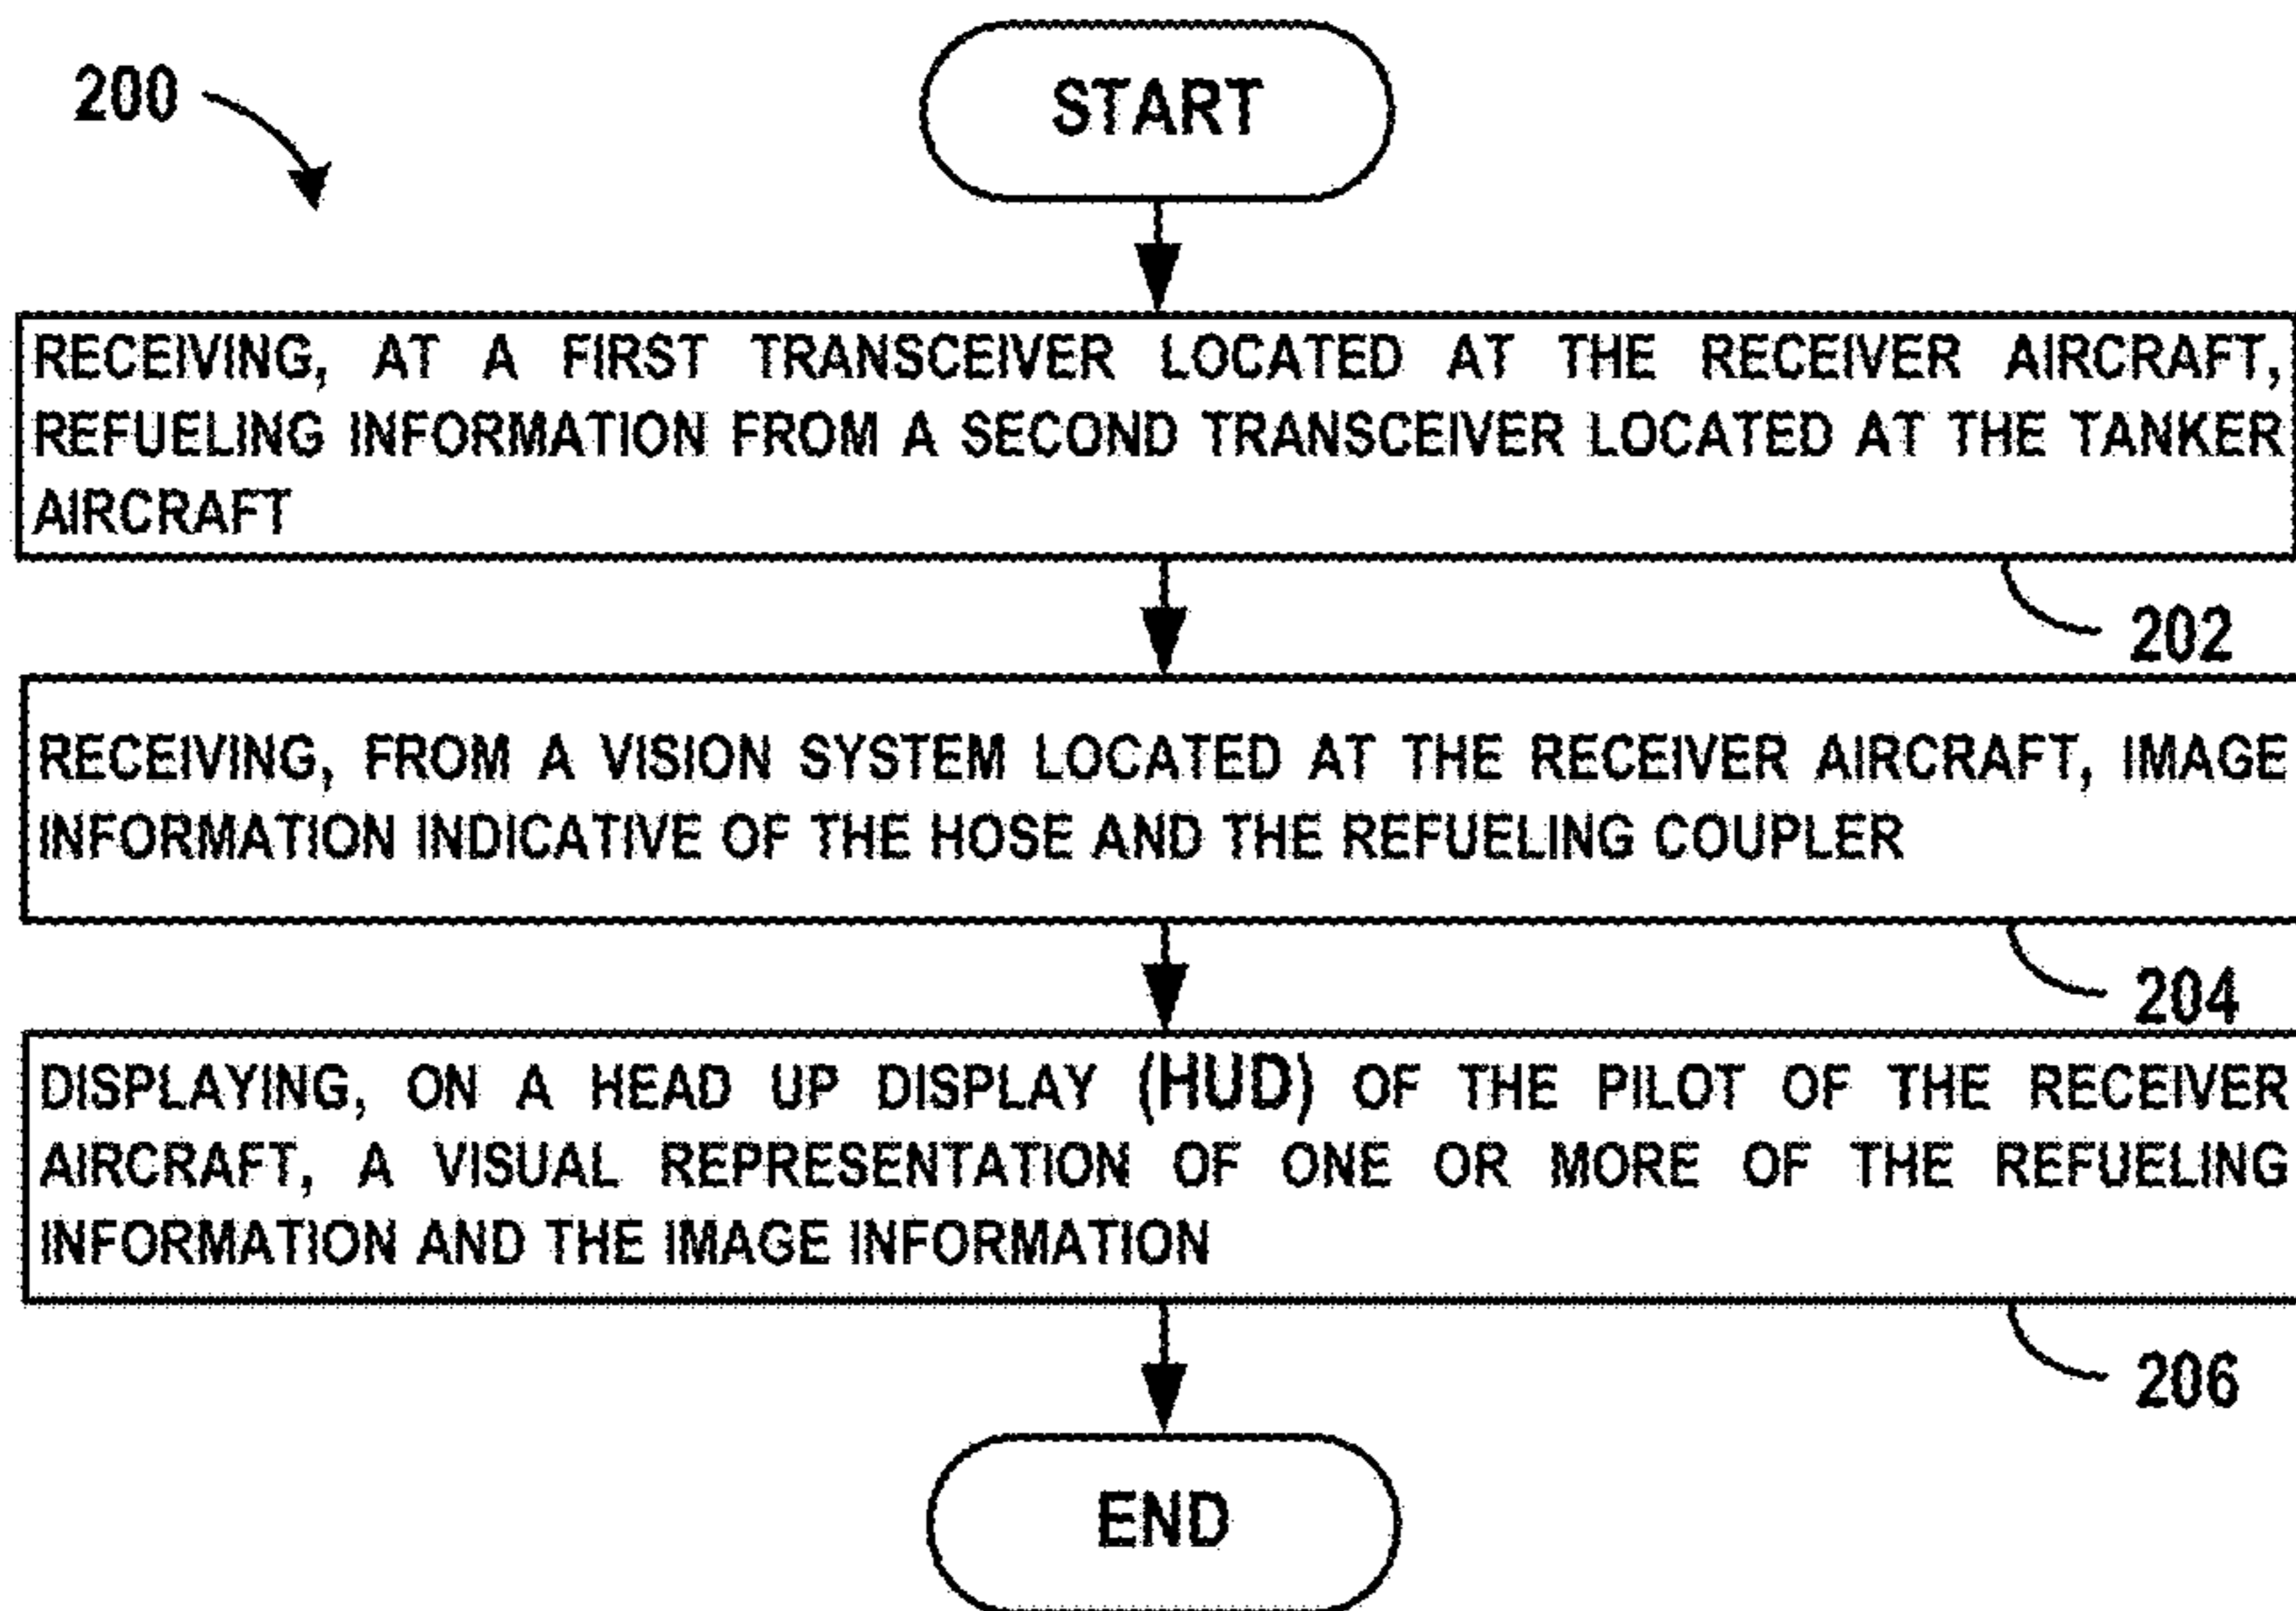 200
START
RECEIVING, AT A FIRST TRANSCEIVER LOCATED AT THE RECEIVER AIRCRAFT,
REFUELING INFORMATION FROM A SECOND TRANSCEIVER LOCATED AT THE TANKER
AIRCRAFT
202
RECEIVING, FROM A VISION SYSTEM LOCATED AT THE RECEIVER AIRCRAFT, IMAGE
INFORMATION INDICATIVE OF THE HOSE AND THE REFUELING COUPLER
204
DISPLAYING, ON A HEAD UP DISPLAY (HUD) OF THE PILOT OF THE RECEIVER
AIRCRAFT, A VISUAL REPRESENTATION OF ONE OR MORE OF THE REFUELING
INFORMATION AND THE IMAGE INFORMATION
206
END